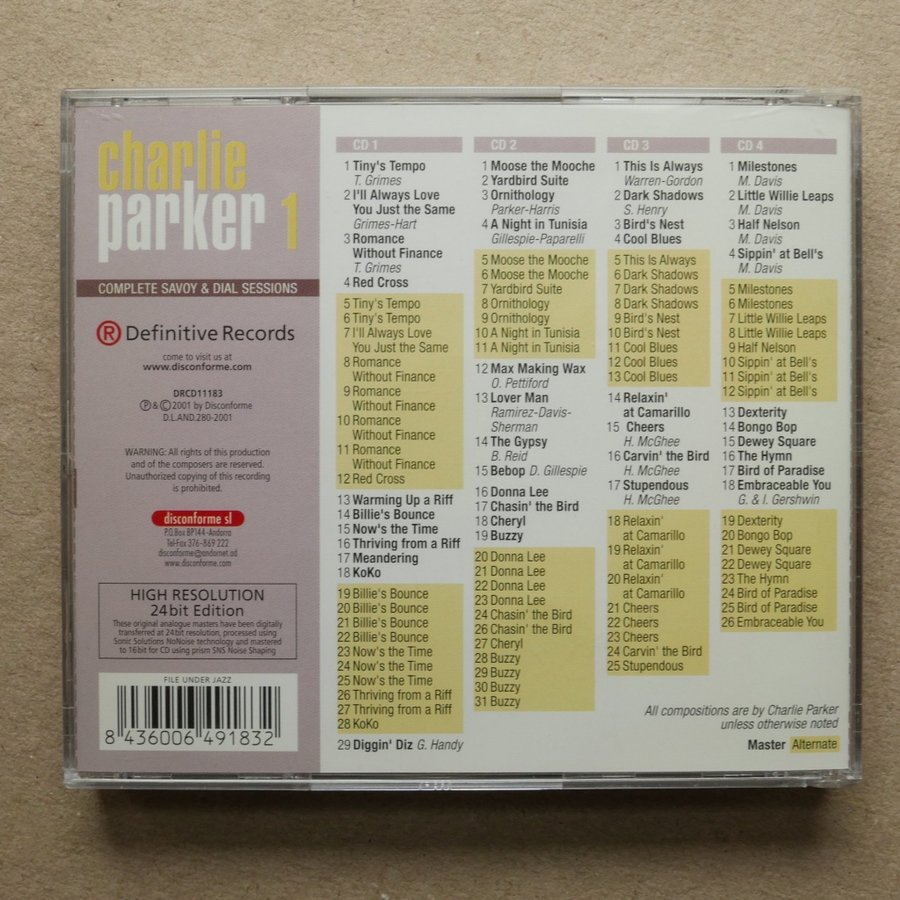 charlie
parker 1
COMPLETE SAVOY & DIAL SESSIONS
R Definitive Records
come to visit us at
www.disconforme.com
DRCD11183
℗ & © 2001 by Disconforme
D.L.AND.280-2001
WARNING: All rights of this production
and of the composers are reserved.
Unauthorized copying of this recording
is prohibited.
disconforme sl
P.O.Box BP144-Andorra
Tel-Fax 376-869 222
disconforme@andornet.ad
www.disconforme.com
HIGH RESOLUTION
24bit Edition
These original analogue masters have been digitally
transferred at 24bit resolution, processed using
Sonic Solutions NoNoise technology and mastered
to 16bit for CD using prism SNS Noise Shaping
FILE UNDER JAZZ
8 436006 491832
CD 1
1 Tiny's Tempo
T. Grimes
2 I'll Always Love
You Just the Same
Grimes-Hart
3 Romance
Without Finance
T. Grimes
4 Red Cross
5 Tiny's Tempo
6 Tiny's Tempo
7 I'll Always Love
You Just the Same
8 Romance
Without Finance
9 Romance
Without Finance
10 Romance
Without Finance
11 Romance
Without Finance
12 Red Cross
13 Warming Up a Riff
14 Billie's Bounce
15 Now's the Time
16 Thriving from a Riff
17 Meandering
18 KoKo
19 Billie's Bounce
20 Billie's Bounce
21 Billie's Bounce
22 Billie's Bounce
23 Now's the Time
24 Now's the Time
25 Now's the Time
26 Thriving from a Riff
27 Thriving from a Riff
28 KoKo
29 Diggin' Diz G. Handy
CD 2
1 Moose the Mooche
2 Yardbird Suite
3 Ornithology
Parker-Harris
4 A Night in Tunisia
Gillespie-Paparelli
5 Moose the Mooche
6 Moose the Mooche
7 Yardbird Suite
8 Ornithology
9 Ornithology
10 A Night in Tunisia
11 A Night in Tunisia
12 Max Making Wax
O. Pettiford
13 Lover Man
Ramirez-Davis-
Sherman
14 The Gypsy
B. Reid
15 Bebop D. Gillespie
16 Donna Lee
17 Chasin' the Bird
18 Cheryl
19 Buzzy
20 Donna Lee
21 Donna Lee
22 Donna Lee
23 Donna Lee
24 Chasin' the Bird
26 Chasin' the Bird
27 Cheryl
28 Buzzy
29 Buzzy
30 Buzzy
31 Buzzy
CD 3
1 This Is Always
Warren-Gordon
2 Dark Shadows
S. Henry
3 Bird's Nest
4 Cool Blues
5 This Is Always
6 Dark Shadows
7 Dark Shadows
8 Dark Shadows
9 Bird's Nest
10 Bird's Nest
11 Cool Blues
12 Cool Blues
13 Cool Blues
14 Relaxin'
at Camarillo
15 Cheers
H. McGhee
16 Carvin' the Bird
H. McGhee
17 Stupendous
H. McGhee
18 Relaxin'
at Camarillo
19 Relaxin'
at Camarillo
20 Relaxin'
at Camarillo
21 Cheers
22 Cheers
23 Cheers
24 Carvin' the Bird
25 Stupendous
CD 4
1 Milestones
M. Davis
2 Little Willie Leaps
M. Davis
3 Half Nelson
M. Davis
4 Sippin' at Bell's
M. Davis
5 Milestones
6 Milestones
7 Little Willie Leaps
8 Little Willie Leaps
9 Half Nelson
10 Sippin' at Bell's
11 Sippin' at Bell's
12 Sippin' at Bell's
13 Dexterity
14 Bongo Bop
15 Dewey Square
16 The Hymn
17 Bird of Paradise
18 Embraceable You
G. & I. Gershwin
19 Dexterity
20 Bongo Bop
21 Dewey Square
22 Dewey Square
23 The Hymn
24 Bird of Paradise
25 Bird of Paradise
26 Embraceable You
All compositions are by Charlie Parker
unless otherwise noted
Master Alternate